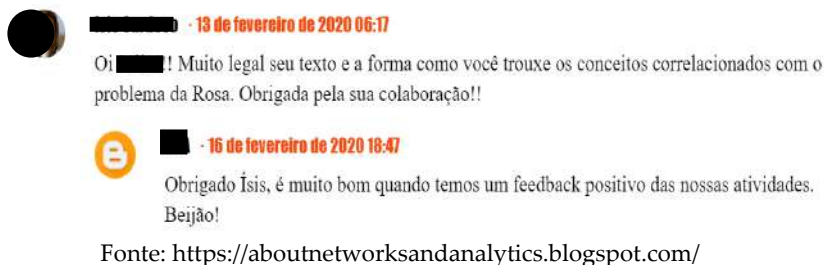 · 13 de fevereiro de 2020 06:17
Oi !! Muito legal seu texto e a forma como você trouxe os conceitos correlacionados com o
problema da Rosa. Obrigada pela sua colaboração!!
· 16 de fevereiro de 2020 18:47
Obrigado Ísis, é muito bom quando temos um feedback positivo das nossas atividades.
Beijão!
Fonte: https://aboutnetworksandanalytics.blogspot.com/